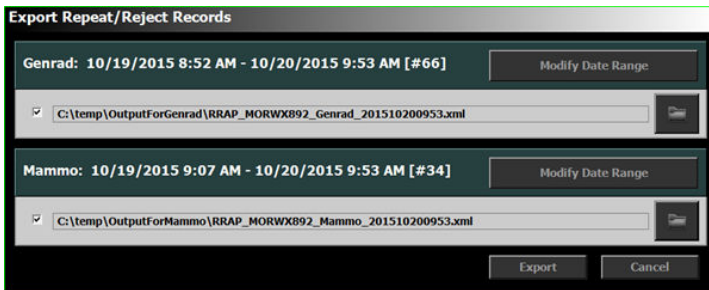 Export Repeat/Reject Records
Genrad: 10/19/2015 8:52 AM - 10/20/2015 9:53 AM [#66]
Modify Date Range
C:\temp\OutputForGenrad\RRAP_MORWX892_Genrad_201510200953.xml
Mammo: 10/19/2015 9:07 AM - 10/20/2015 9:53 AM [#34]
Modify Date Range
C:\temp\OutputForMammo\RRAP_MORWX892_Mammo_201510200953.xml
Export Cancel